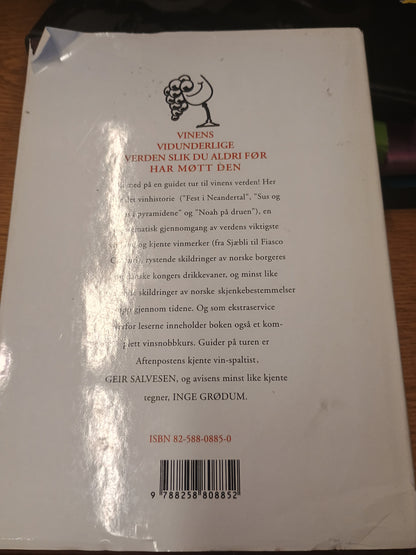 VINENS
VIDUNDERLIGE
VERDEN SLIK DU ALDRI FØR
HAR MØTT DEN
med på en guidet tur til vinens verden! Her
vinhistorie ("Fest i Neandertal", "Sus og
i pyramidene" og "Noah på druen"), en
matisk gjennomgang av verdens viktigste
og kjente vinmerker (fra Sjæbli til Fiasco
rystende skildringer av norske borgeres
danske kongers drikkevaner, og minst like
skildringer av norske skjenkebestemmelser
gjennom tidene. Og som ekstraservice
for leserne inneholder boken også et kom-
plett vinsnobbkurs. Guider på turen er
Aftenpostens kjente vin-spaltist,
GEIR SALVESEN, og avisens minst like kjente
tegner, INGE GRØDUM.
ISBN 82-588-0885-0
9 788258 808852